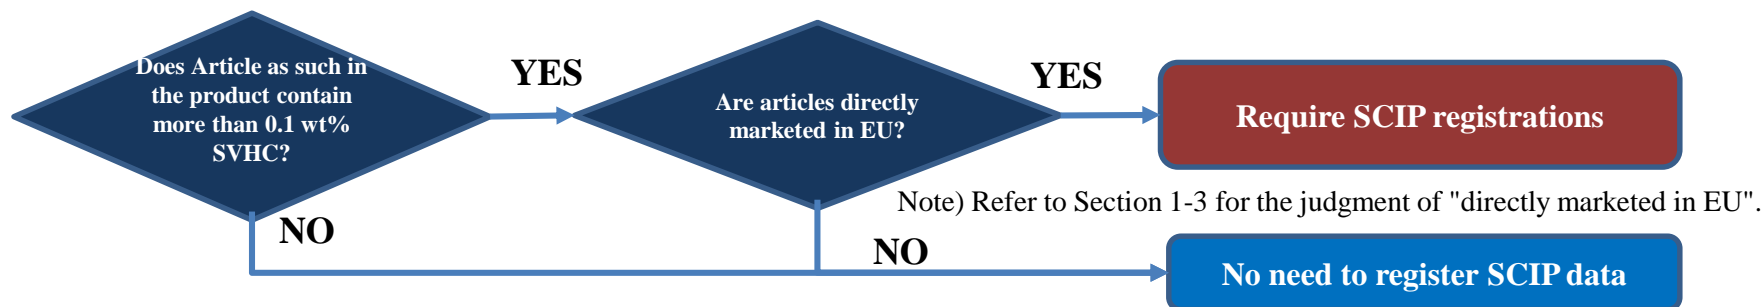 Does Article as such in
the product contain
more than 0.1 wt%
SVHC?
YES
Are articles directly
marketed in EU?
YES
Require SCIP registrations
Note) Refer to Section 1-3 for the judgment of "directly marketed in EU".
NO
NO
No need to register SCIP data